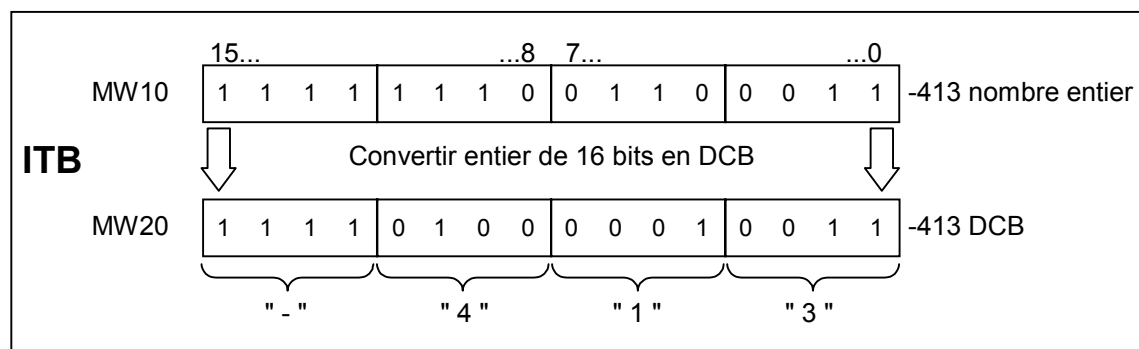 15... ...8 7... ...0
MW10 1 1 1 1 1 1 1 0 0 1 1 0 0 0 1 1 -413 nombre entier
ITB Convertir entier de 16 bits en DCB
MW20 1 1 1 1 0 1 0 0 0 0 0 1 0 0 1 1 -413 DCB
" - " " 4 " " 1 " " 3 "